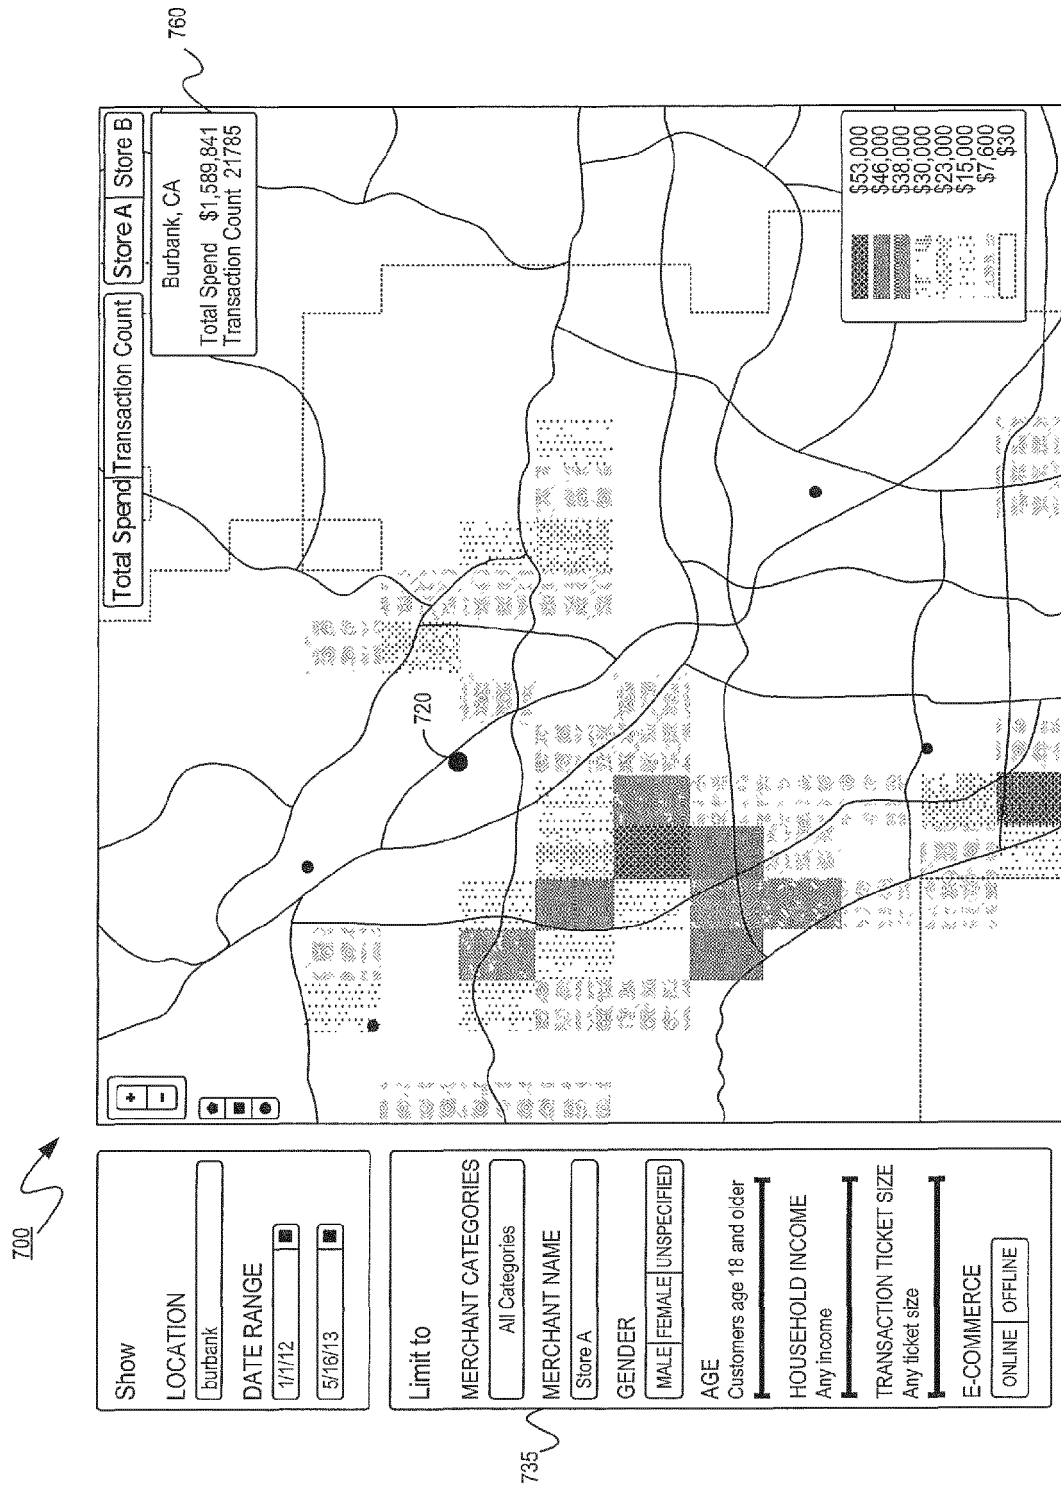 700
Show
LOCATION
burbank
DATE RANGE
1/1/12
5/16/13
Limit to
MERCHANT CATEGORIES
All Categories
MERCHANT NAME
Store A
GENDER
MALE FEMALE UNSPECIFIED
AGE
Customers age 18 and older
HOUSEHOLD INCOME
Any income
TRANSACTION TICKET SIZE
Any ticket size
E-COMMERCE
ONLINE OFFLINE
735
+
−
Total Spend Transaction Count Store A Store B
Burbank, CA
Total Spend $1,589,841
Transaction Count 21785
760
720
$53,000
$46,000
$38,000
$30,000
$23,000
$15,000
$7,600
$30